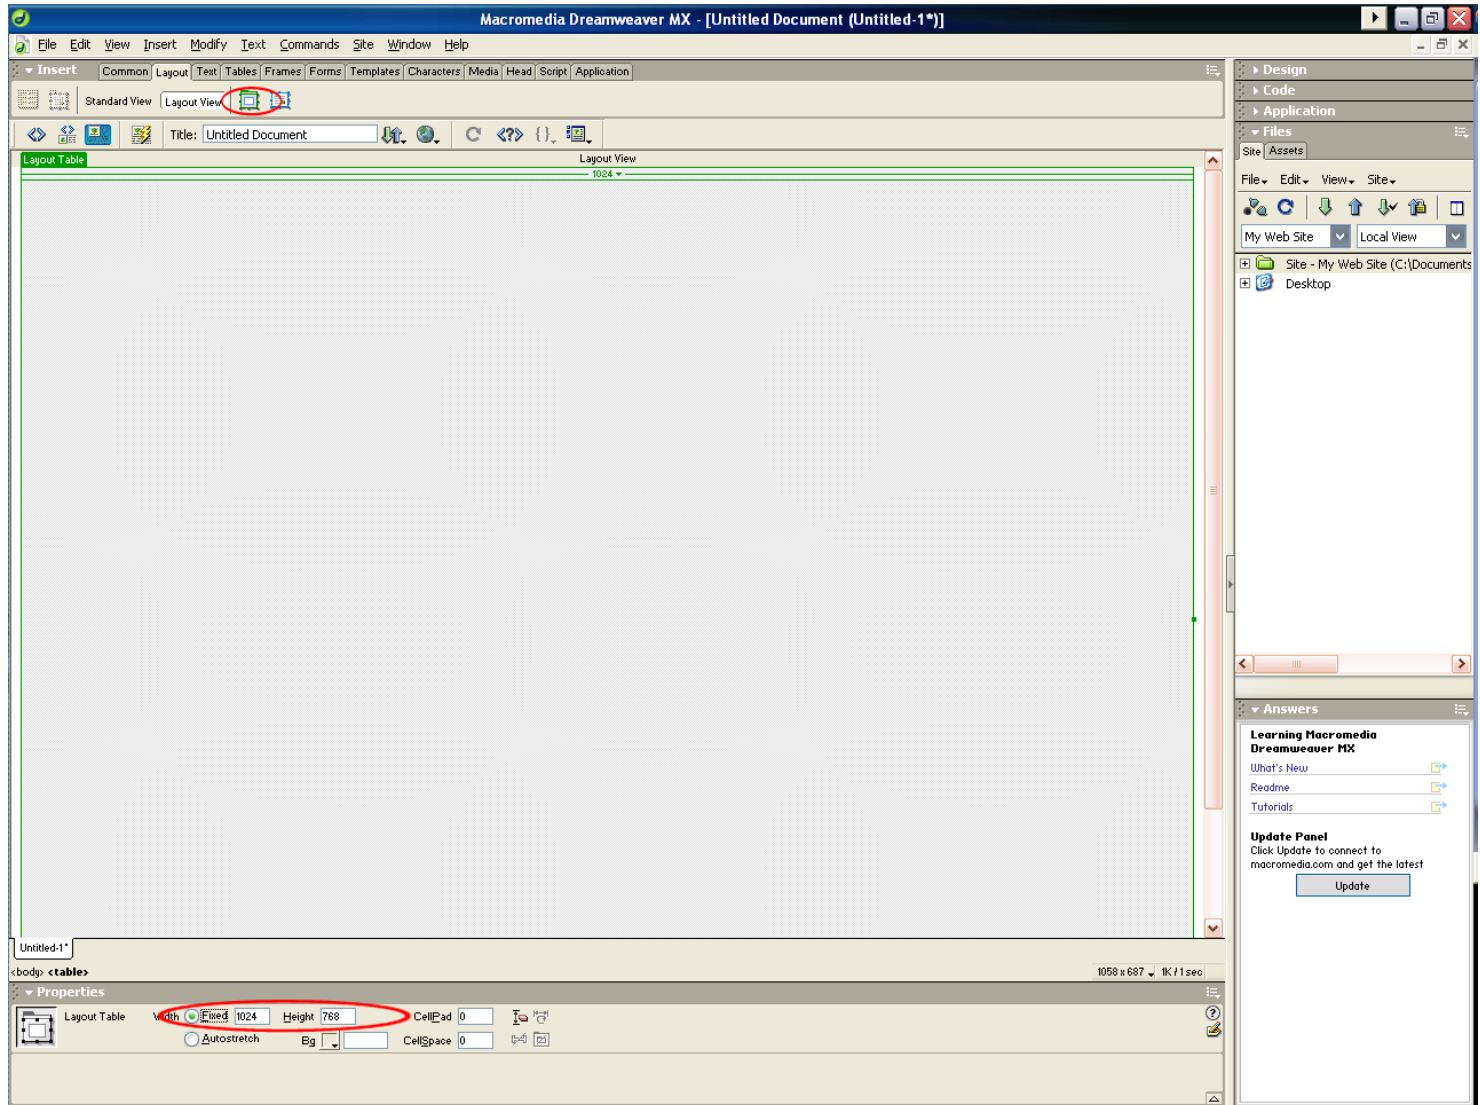 Macromedia Dreamweaver MX - [Untitled Document (Untitled-1*)]
File Edit View Insert Modify Text Commands Site Window Help
Insert Common Layout Text Tables Frames Forms Templates Characters Media Head Script Application
Standard View Layout View
Title: Untitled Document
Layout Table Layout View
1024
Untitled-1*
<body> <table> 1058 x 687 1K / 1 sec
Properties
Layout Table Width Fixed 1024 Height 768 CellPad 0
Autostretch Bg CellSpace 0
Design
Code
Application
Files
Site Assets
File Edit View Site
My Web Site Local View
Site - My Web Site (C:\Documents
Desktop
Answers
Learning Macromedia
Dreamweaver MX
What's New
Readme
Tutorials
Update Panel
Click Update to connect to
macromedia.com and get the latest
Update